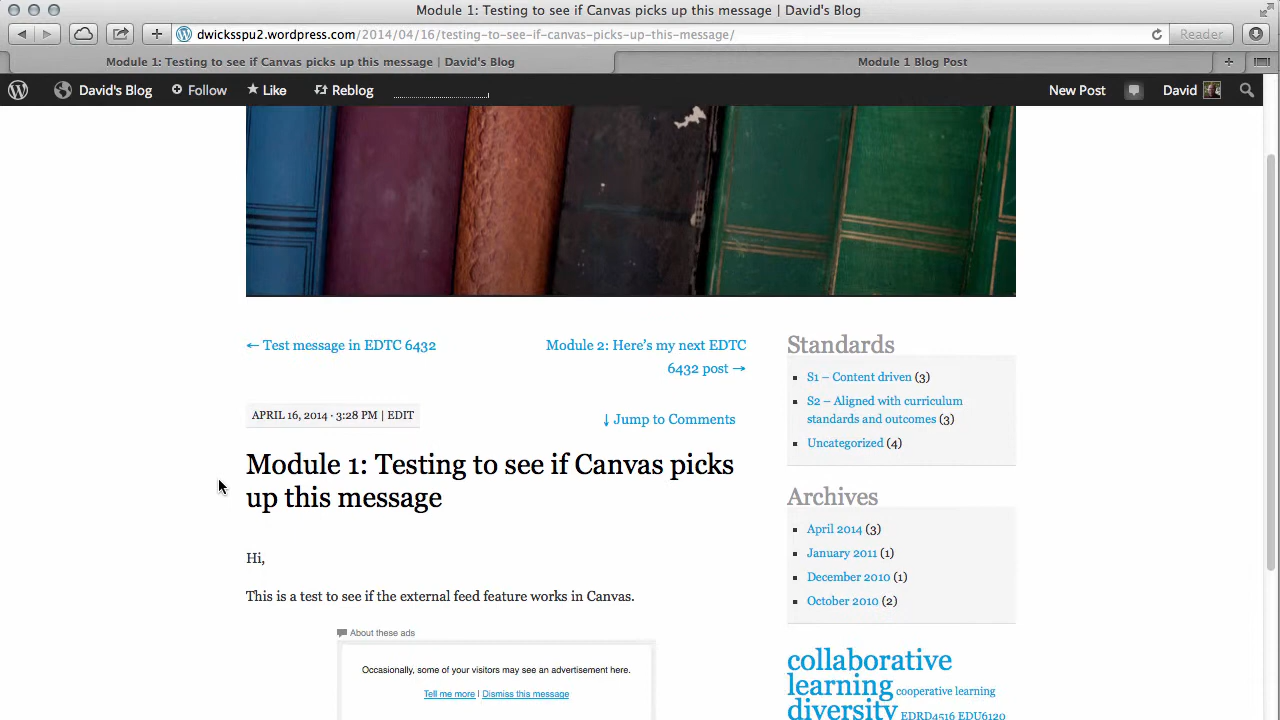 Module 1: Testing to see if Canvas picks up this message | David's Blog
dwicksspu2.wordpress.com/2014/04/16/testing-to-see-if-canvas-picks-up-this-message/
Reader
Module 1: Testing to see if Canvas picks up this message | David's Blog
Module 1 Blog Post
David's Blog
Follow
Like
Reblog
New Post
David
← Test message in EDTC 6432
Module 2: Here's my next EDTC
6432 post →
APRIL 16, 2014 · 3:28 PM | EDIT
↓ Jump to Comments
Module 1: Testing to see if Canvas picks
up this message
Hi,
This is a test to see if the external feed feature works in Canvas.
About these ads
Occasionally, some of your visitors may see an advertisement here.
Tell me more | Dismiss this message
Standards
S1 – Content driven (3)
S2 – Aligned with curriculum
standards and outcomes (3)
Uncategorized (4)
Archives
April 2014 (3)
January 2011 (1)
December 2010 (1)
October 2010 (2)
collaborative
learning cooperative learning
diversity EDRD4516 EDU6120